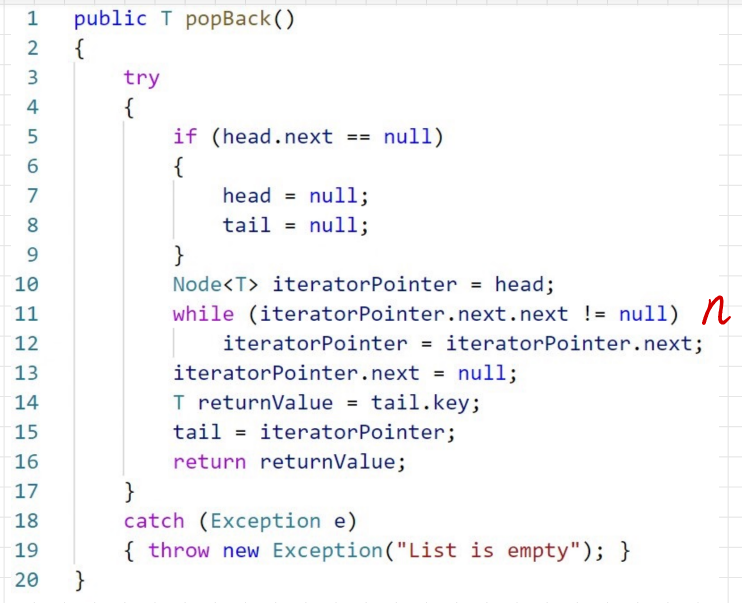 1 public T popBack()
2 {
3 try
4 {
5 if (head.next == null)
6 {
7 head = null;
8 tail = null;
9 }
10 Node<T> iteratorPointer = head;
11 while (iteratorPointer.next.next != null) n
12 iteratorPointer = iteratorPointer.next;
13 iteratorPointer.next = null;
14 T returnValue = tail.key;
15 tail = iteratorPointer;
16 return returnValue;
17 }
18 catch (Exception e)
19 { throw new Exception("List is empty"); }
20 }